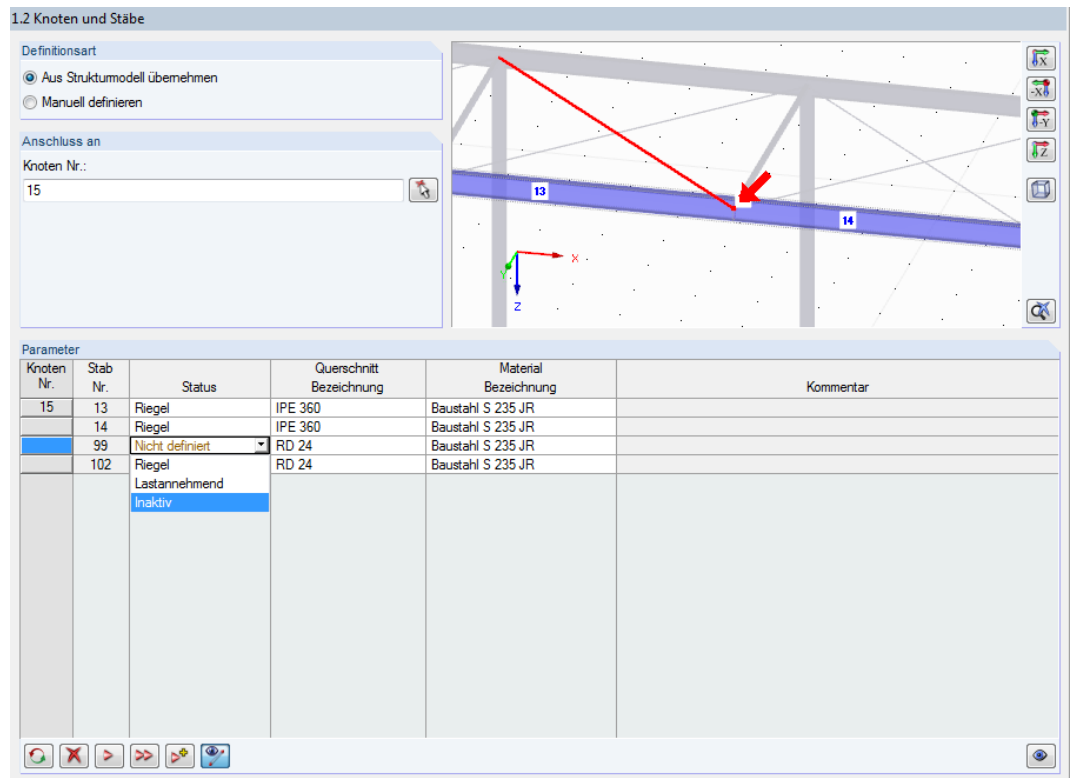 1.2 Knoten und Stäbe
Definitionsart
Aus Strukturmodell übernehmen
Manuell definieren
Anschluss an
Knoten Nr.:
15
13
14
X
Y
Z
X
-X
-Y
Z
Parameter
Knoten Nr. Stab Nr. Status Querschnitt Bezeichnung Material Bezeichnung Kommentar
15 13 Riegel IPE 360 Baustahl S 235 JR
14 Riegel IPE 360 Baustahl S 235 JR
99 Nicht definiert RD 24 Baustahl S 235 JR
102 Riegel RD 24 Baustahl S 235 JR
Lastannehmend
Inaktiv